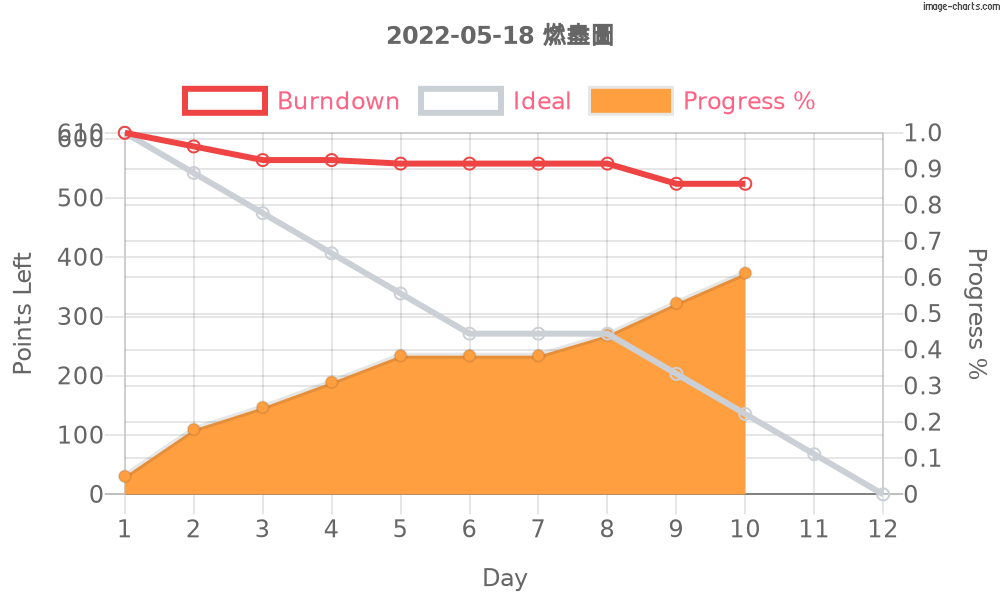 image-charts.com
2022-05-18 燃盡圖
Burndown Ideal Progress %
610 1.0
600
0.9
500 0.8
0.7
400
0.6
300 0.5
0.4
200
0.3
0.2
100
0.1
0 0
Points Left
Progress %
1 2 3 4 5 6 7 8 9 10 11 12
Day